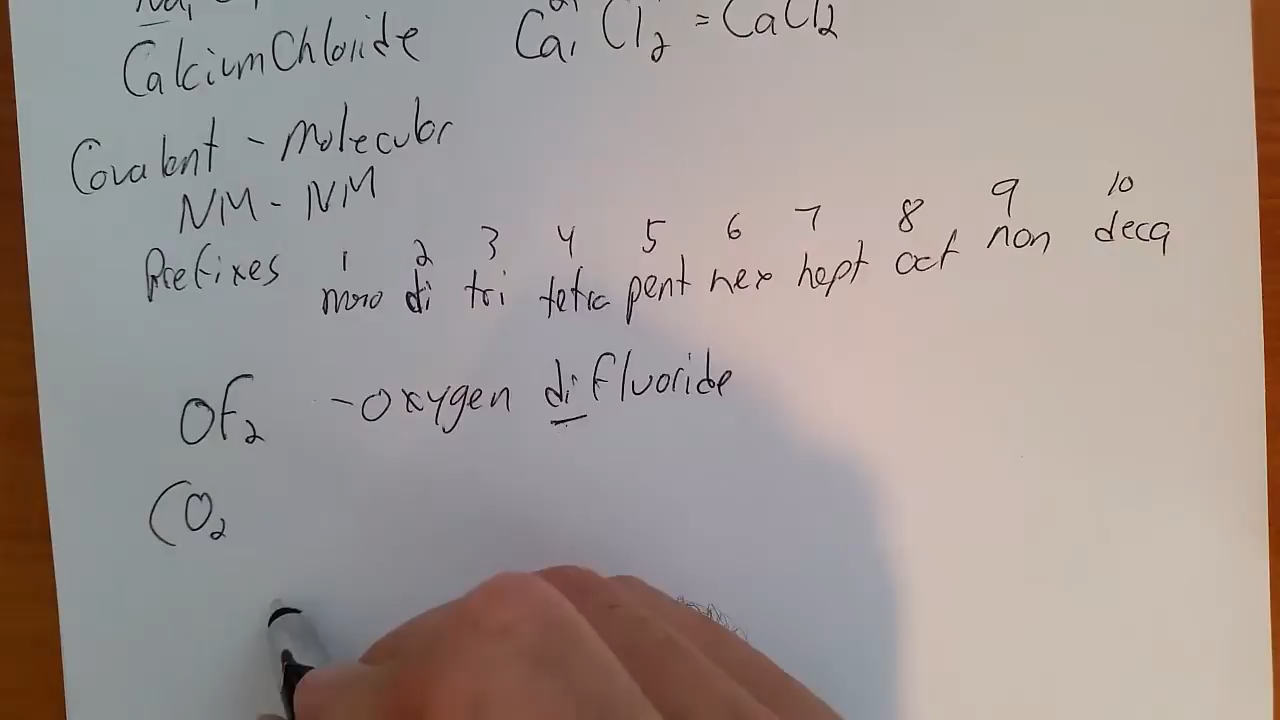 Calcium Chloride Ca₁ Cl₂ = CaCl₂
Covalent - molecular
NM - NM
1 2 3 4 5 6 7 8 9 10
Prefixes mono di tri tetra pent hex hept oct non deca
OF₂ - oxygen difluoride
CO₂